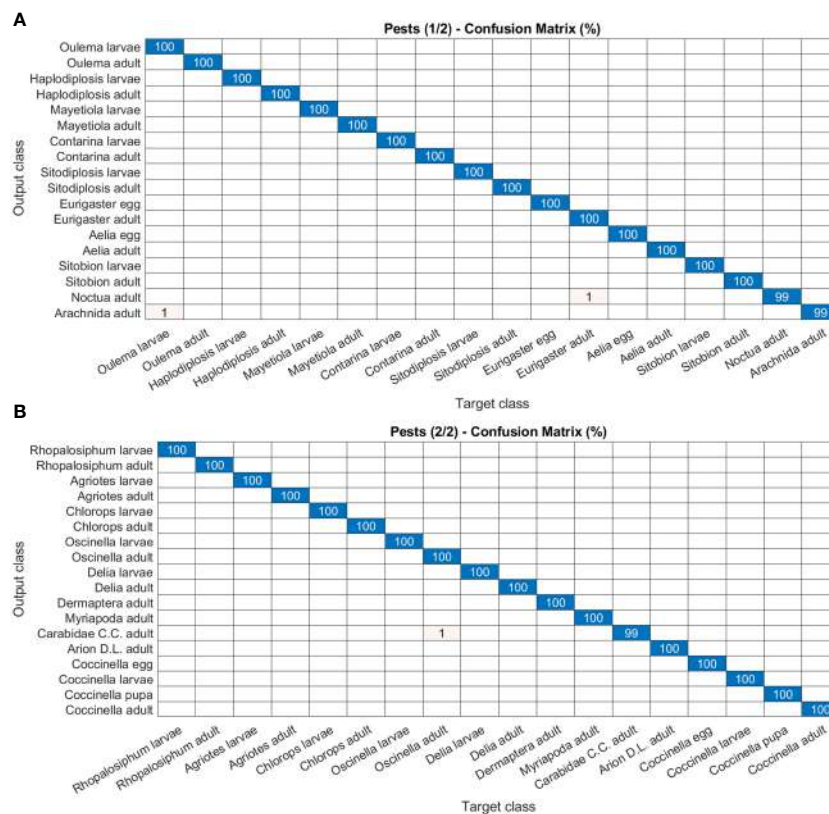 A
Pests (1/2) - Confusion Matrix (%)
Output class
Oulema larvae 100
Oulema adult 100
Haplodiplosis larvae 100
Haplodiplosis adult 100
Mayetiola larvae 100
Mayetiola adult 100
Contarina larvae 100
Contarina adult 100
Sitodiplosis larvae 100
Sitodiplosis adult 100
Eurigaster egg 100
Eurigaster adult 100
Aelia egg 100
Aelia adult 100
Sitobion larvae 100
Sitobion adult 100
Noctua adult 1 99
Arachnida adult 1 99
Oulema larvae
Oulema adult
Haplodiplosis larvae
Haplodiplosis adult
Mayetiola larvae
Mayetiola adult
Contarina larvae
Contarina adult
Sitodiplosis larvae
Sitodiplosis adult
Eurigaster egg
Eurigaster adult
Aelia egg
Aelia adult
Sitobion larvae
Sitobion adult
Noctua adult
Arachnida adult
Target class
B
Pests (2/2) - Confusion Matrix (%)
Output class
Rhopalosiphum larvae 100
Rhopalosiphum adult 100
Agriotes larvae 100
Agriotes adult 100
Chlorops larvae 100
Chlorops adult 100
Oscinella larvae 100
Oscinella adult 100
Delia larvae 100
Delia adult 100
Dermaptera adult 100
Myriapoda adult 100
Carabidae C.C. adult 1 99
Arion D.L. adult 100
Coccinella egg 100
Coccinella larvae 100
Coccinella pupa 100
Coccinella adult 100
Rhopalosiphum larvae
Rhopalosiphum adult
Agriotes larvae
Agriotes adult
Chlorops larvae
Chlorops adult
Oscinella larvae
Oscinella adult
Delia larvae
Delia adult
Dermaptera adult
Myriapoda adult
Carabidae C.C. adult
Arion D.L. adult
Coccinella egg
Coccinella larvae
Coccinella pupa
Coccinella adult
Target class